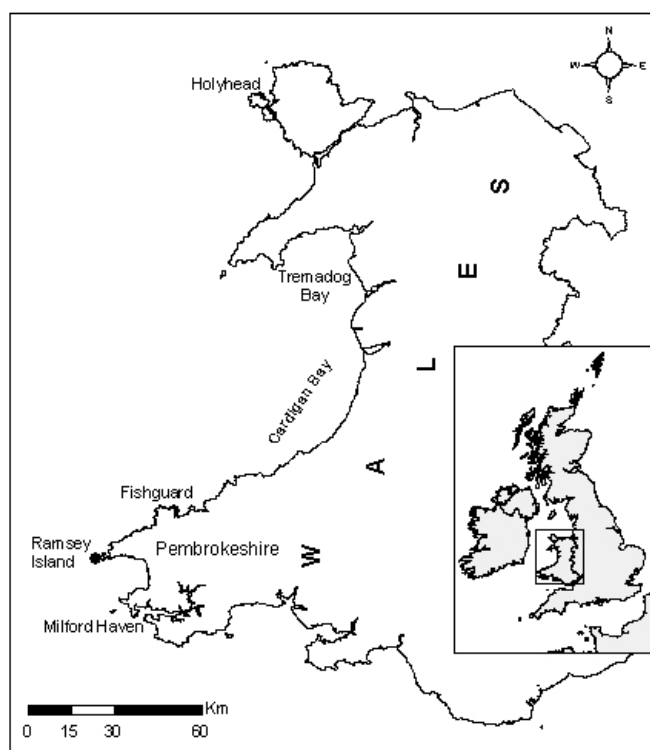 N
W E
S
Holyhead
Tremadog
Bay
Cardigan Bay
Fishguard
Ramsey
Island
Pembrokeshire
Milford Haven
W A L E S
Km
0 15 30 60